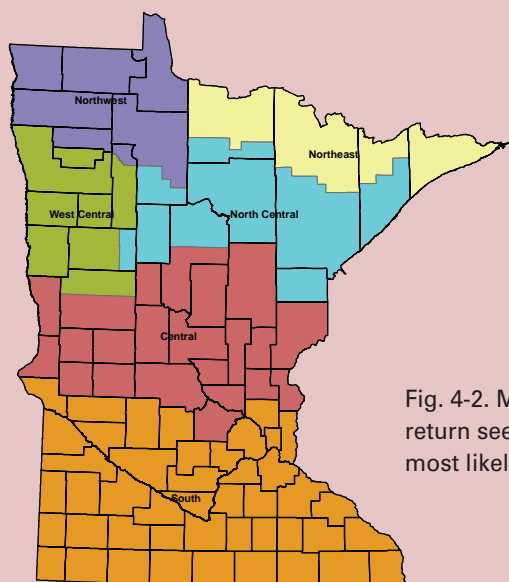 Northwest
Northeast
West Central
North Central
Central
Fig. 4-2. M
return see
most likel
South